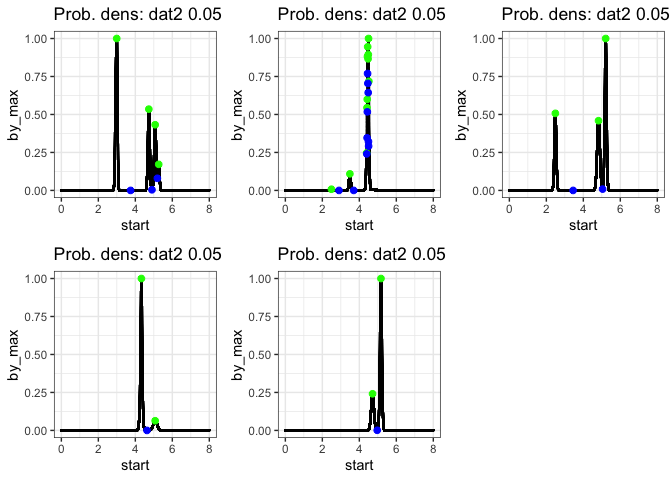 Prob. dens: dat2 0.05 Prob. dens: dat2 0.05 Prob. dens: dat2 0.05
1.00 1.00 1.00
0.75 0.75 0.75
by_max by_max by_max
0.50 0.50 0.50
0.25 0.25 0.25
0.00 0.00 0.00
0 2 4 6 8 0 2 4 6 8 0 2 4 6 8
start start start
Prob. dens: dat2 0.05 Prob. dens: dat2 0.05
1.00 1.00
0.75 0.75
by_max by_max
0.50 0.50
0.25 0.25
0.00 0.00
0 2 4 6 8 0 2 4 6 8
start start